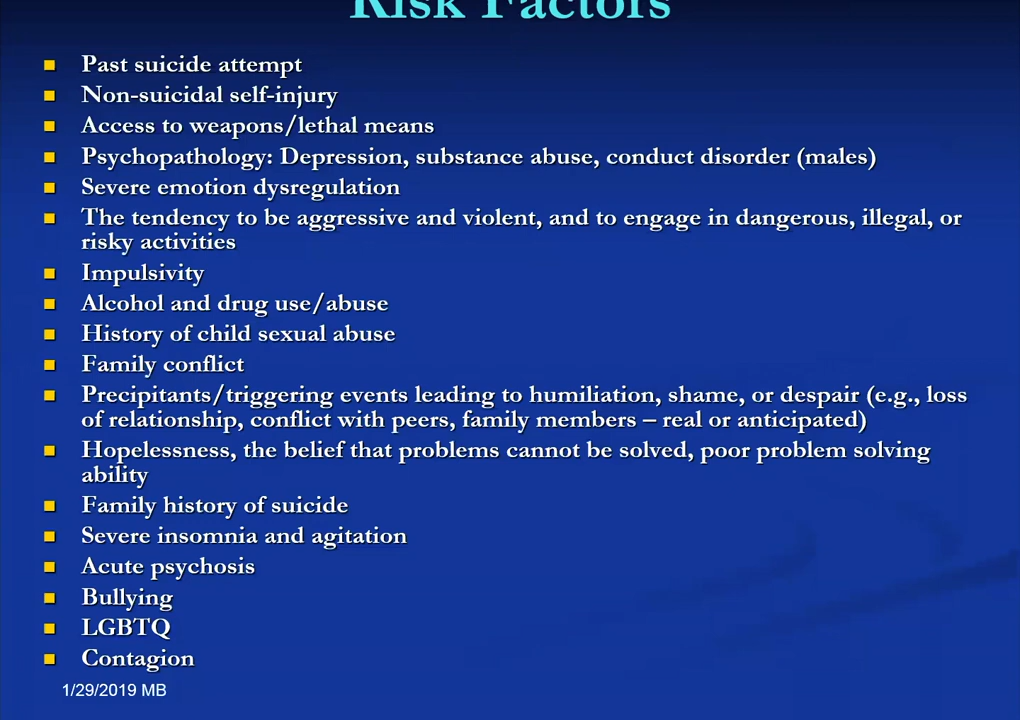 Risk Factors
Past suicide attempt
Non-suicidal self-injury
Access to weapons/lethal means
Psychopathology: Depression, substance abuse, conduct disorder (males)
Severe emotion dysregulation
The tendency to be aggressive and violent, and to engage in dangerous, illegal, or
risky activities
Impulsivity
Alcohol and drug use/abuse
History of child sexual abuse
Family conflict
Precipitants/triggering events leading to humiliation, shame, or despair (e.g., loss
of relationship, conflict with peers, family members – real or anticipated)
Hopelessness, the belief that problems cannot be solved, poor problem solving
ability
Family history of suicide
Severe insomnia and agitation
Acute psychosis
Bullying
LGBTQ
Contagion
1/29/2019 MB